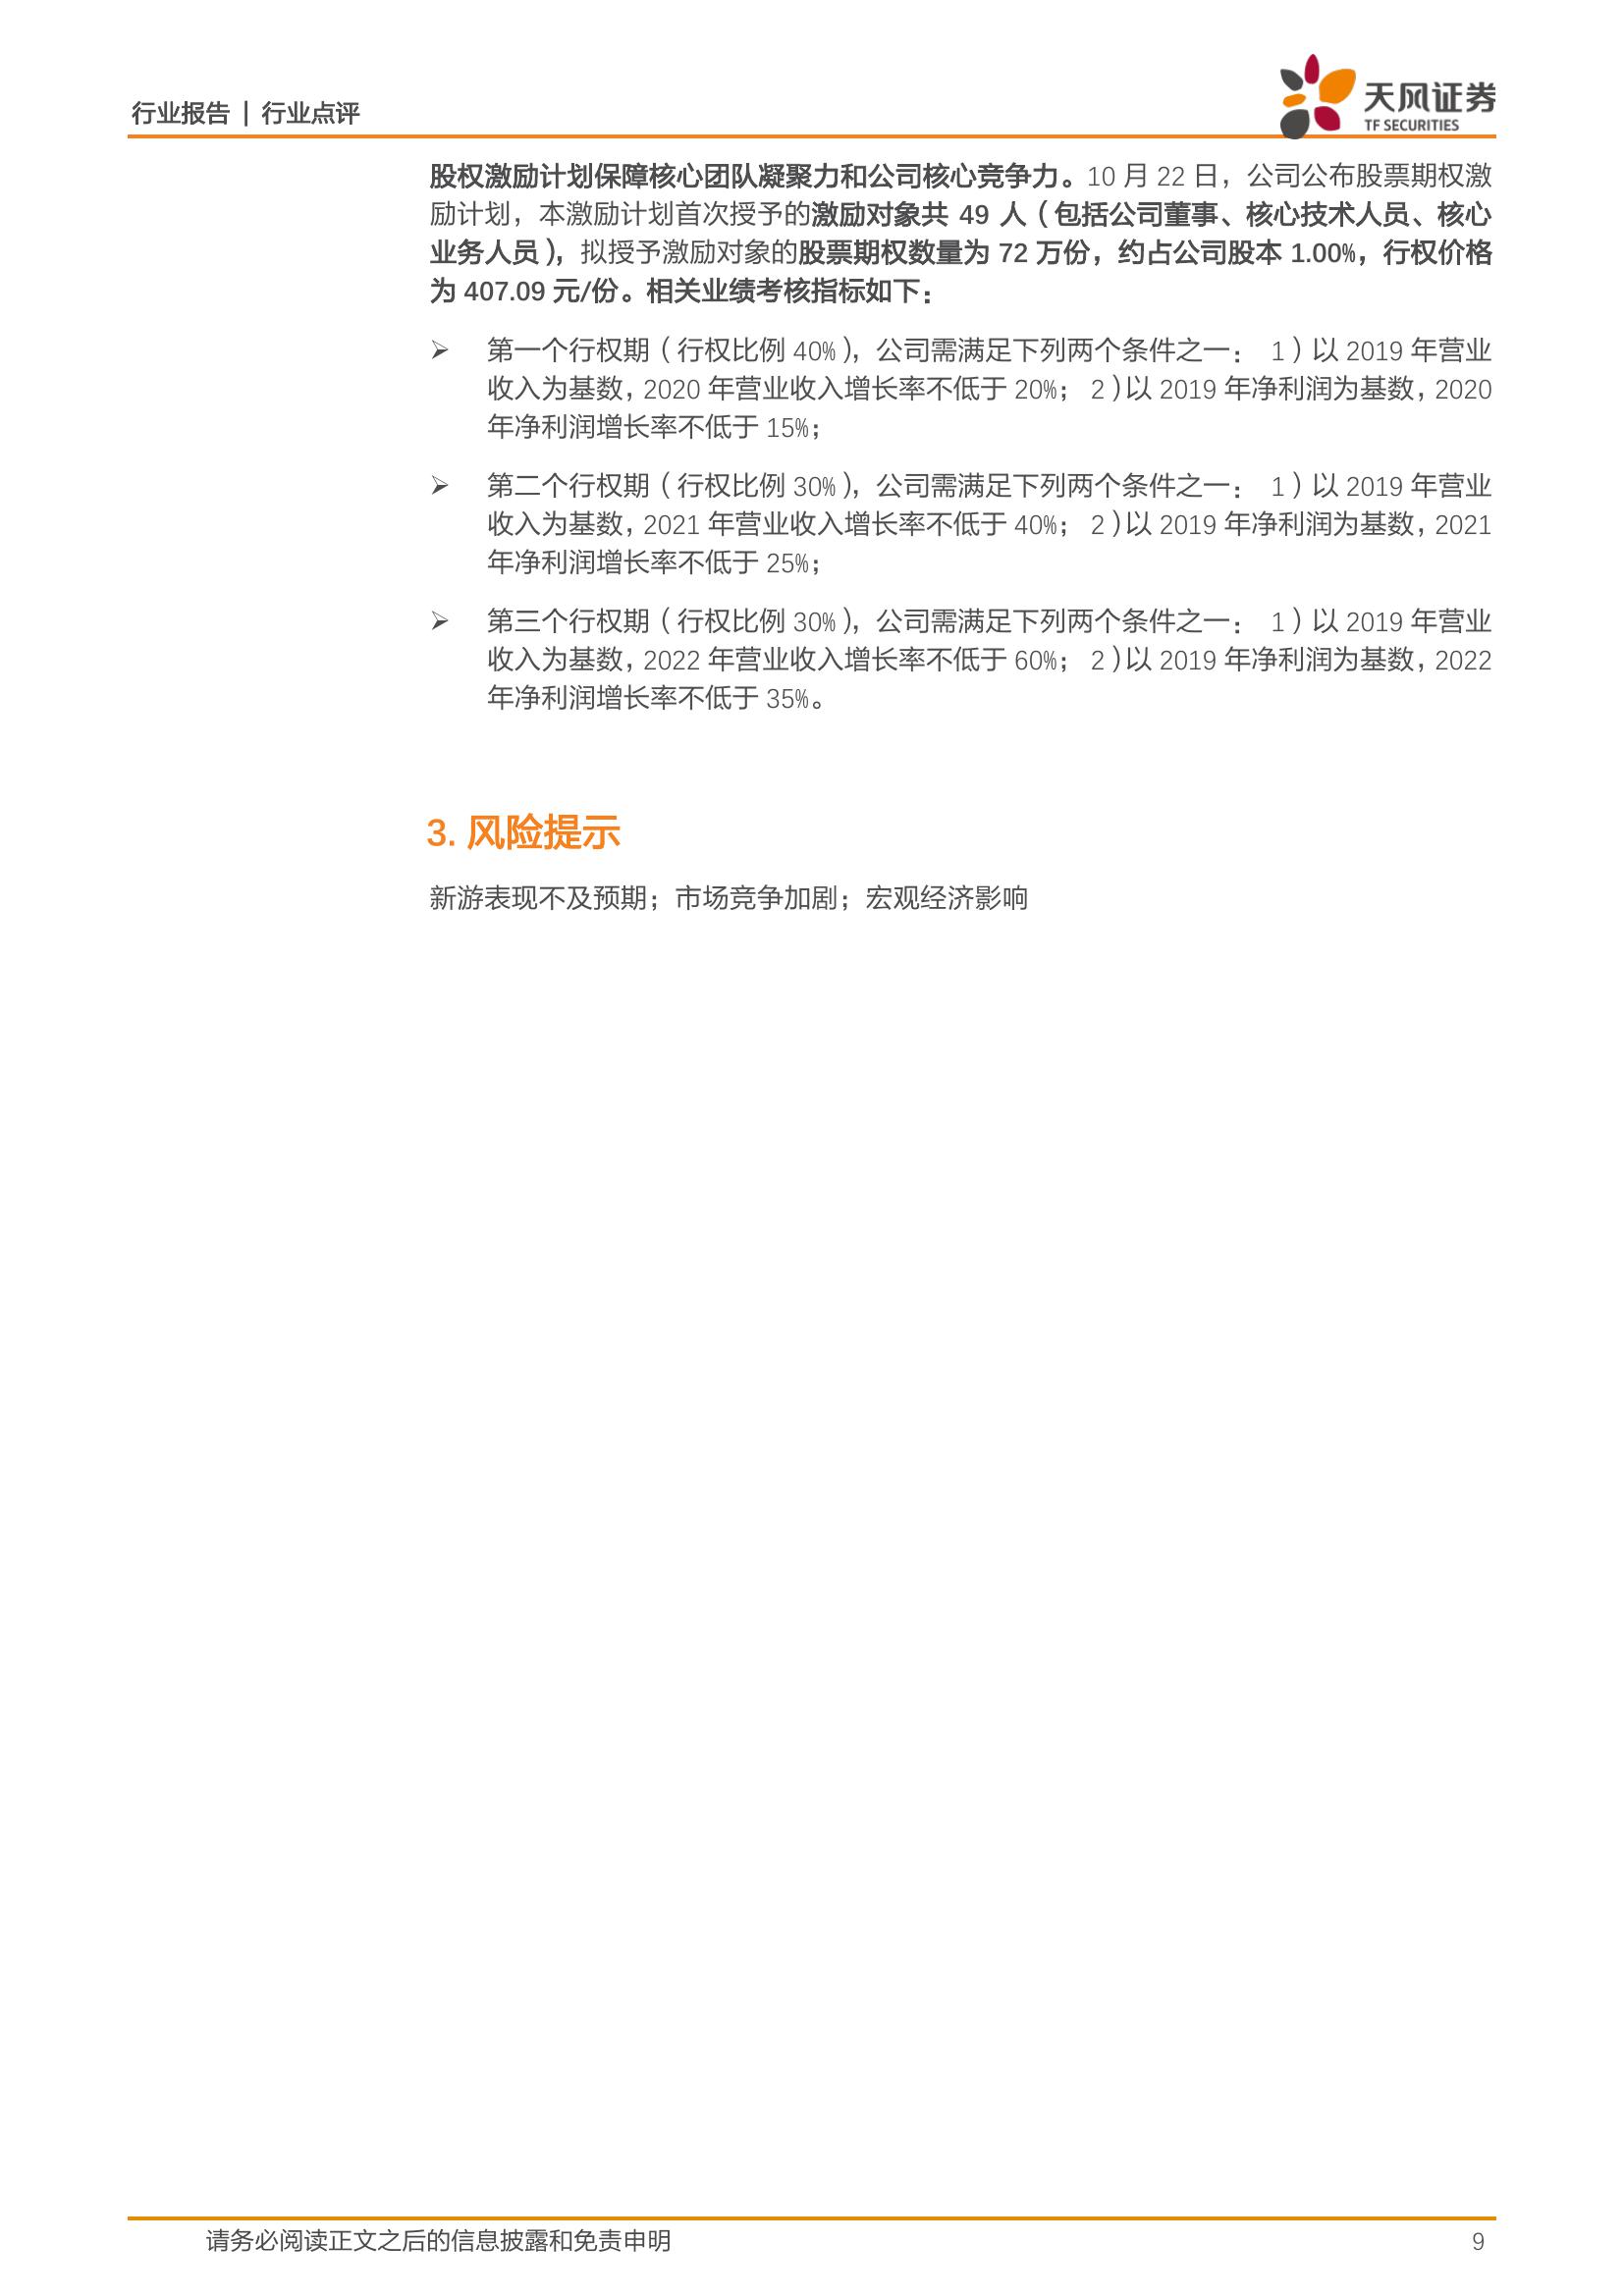 行业报告 | 行业点评
天风证券
TF SECURITIES
股权激励计划保障核心团队凝聚力和公司核心竞争力。10 月 22 日，公司公布股票期权激
励计划，本激励计划首次授予的激励对象共 49 人（包括公司董事、核心技术人员、核心
业务人员），拟授予激励对象的股票期权数量为 72 万份，约占公司股本 1.00%，行权价格
为 407.09 元/份。相关业绩考核指标如下：
➢ 第一个行权期（行权比例 40%），公司需满足下列两个条件之一： 1）以 2019 年营业
收入为基数，2020 年营业收入增长率不低于 20%； 2）以 2019 年净利润为基数，2020
年净利润增长率不低于 15%；
➢ 第二个行权期（行权比例 30%），公司需满足下列两个条件之一： 1）以 2019 年营业
收入为基数，2021 年营业收入增长率不低于 40%； 2）以 2019 年净利润为基数，2021
年净利润增长率不低于 25%；
➢ 第三个行权期（行权比例 30%），公司需满足下列两个条件之一： 1）以 2019 年营业
收入为基数，2022 年营业收入增长率不低于 60%； 2）以 2019 年净利润为基数，2022
年净利润增长率不低于 35%。
3. 风险提示
新游表现不及预期；市场竞争加剧；宏观经济影响
请务必阅读正文之后的信息披露和免责申明
9